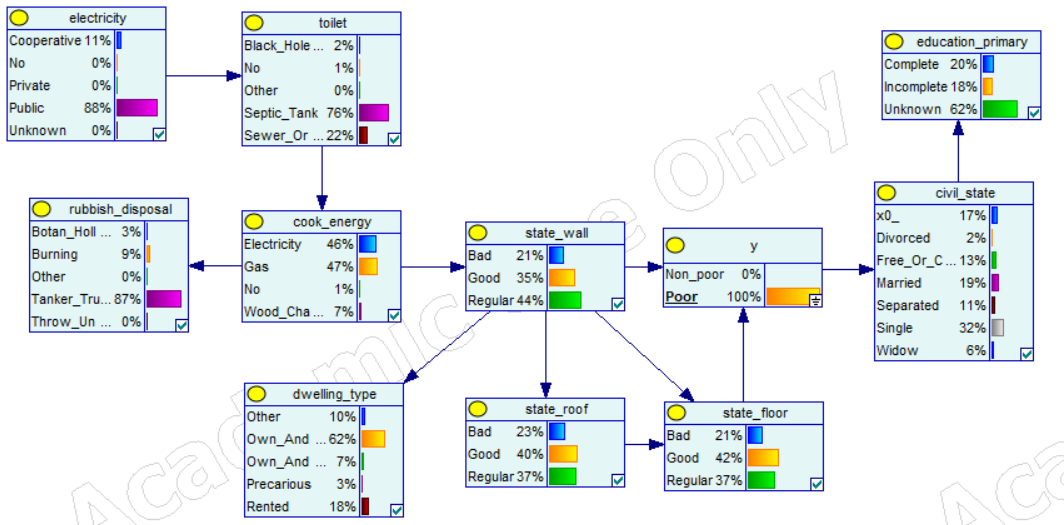 electricity
Cooperative 11%
No 0%
Private 0%
Public 88%
Unknown 0%
toilet
Black_Hole ... 2%
No 1%
Other 0%
Septic_Tank 76%
Sewer_Or ... 22%
education_primary
Complete 20%
Incomplete 18%
Unknown 62%
rubbish_disposal
Botan_Holl ... 3%
Burning 9%
Other 0%
Tanker_Tru... 87%
Throw_Un ... 0%
cook_energy
Electricity 46%
Gas 47%
No 1%
Wood_Cha... 7%
state_wall
Bad 21%
Good 35%
Regular 44%
y
Non_poor 0%
Poor 100%
civil_state
x0_ 17%
Divorced 2%
Free_Or_C... 13%
Married 19%
Separated 11%
Single 32%
Widow 6%
dwelling_type
Other 10%
Own_And ... 62%
Own_And ... 7%
Precarious 3%
Rented 18%
state_roof
Bad 23%
Good 40%
Regular 37%
state_floor
Bad 21%
Good 42%
Regular 37%